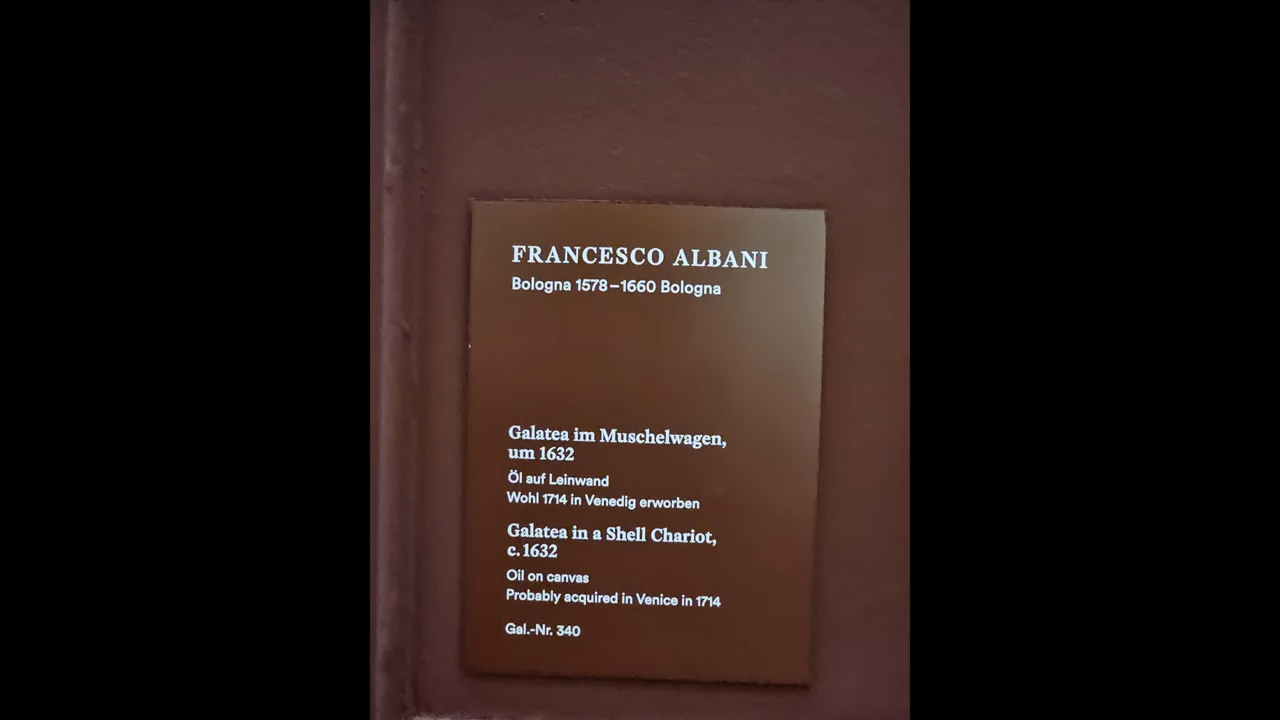 FRANCESCO ALBANI
Bologna 1578–1660 Bologna
Galatea im Muschelwagen,
um 1632
Öl auf Leinwand
Wohl 1714 in Venedig erworben
Galatea in a Shell Chariot,
c. 1632
Oil on canvas
Probably acquired in Venice in 1714
Gal.-Nr. 340